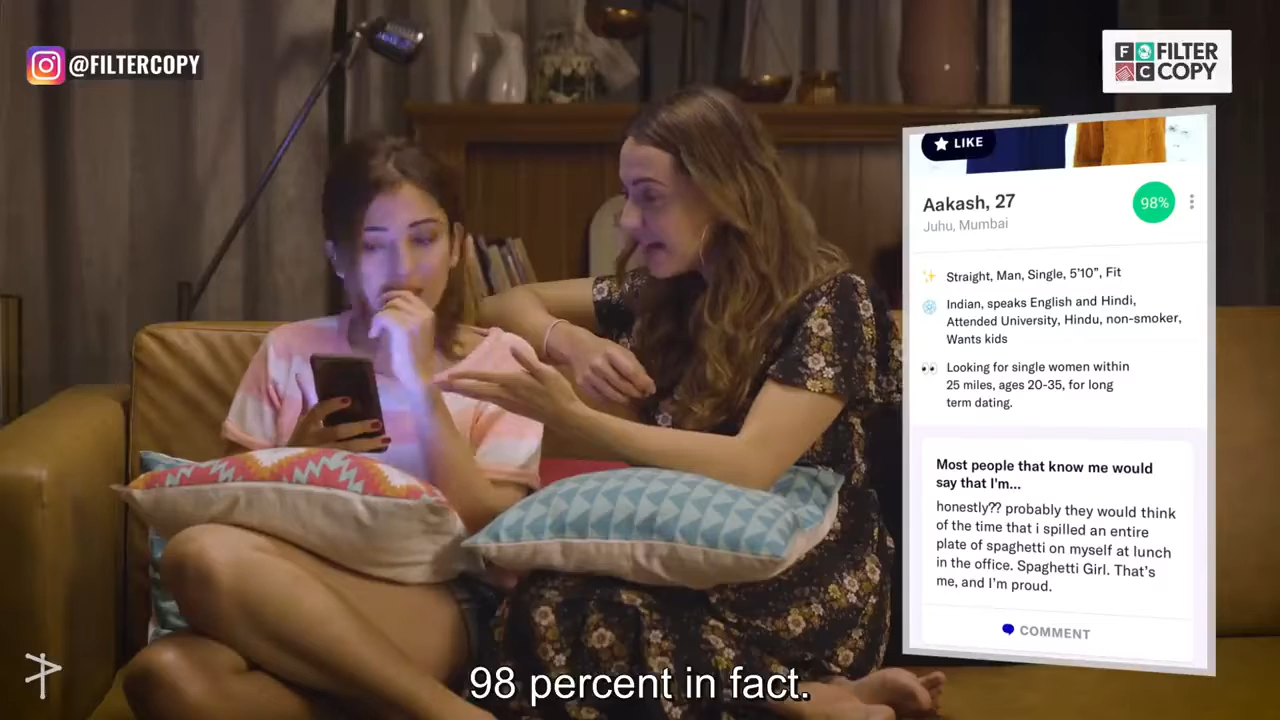 @FILTERCOPY
F FILTER
C COPY
LIKE
Aakash, 27
98%
Juhu, Mumbai
Straight, Man, Single, 5'10”, Fit
Indian, speaks English and Hindi,
Attended University, Hindu, non-smoker,
Wants kids
Looking for single women within
25 miles, ages 20-35, for long
term dating.
Most people that know me would
say that I'm...
honestly?? probably they would think
of the time that i spilled an entire
plate of spaghetti on myself at lunch
in the office. Spaghetti Girl. That's
me, and I'm proud.
COMMENT
98 percent in fact.